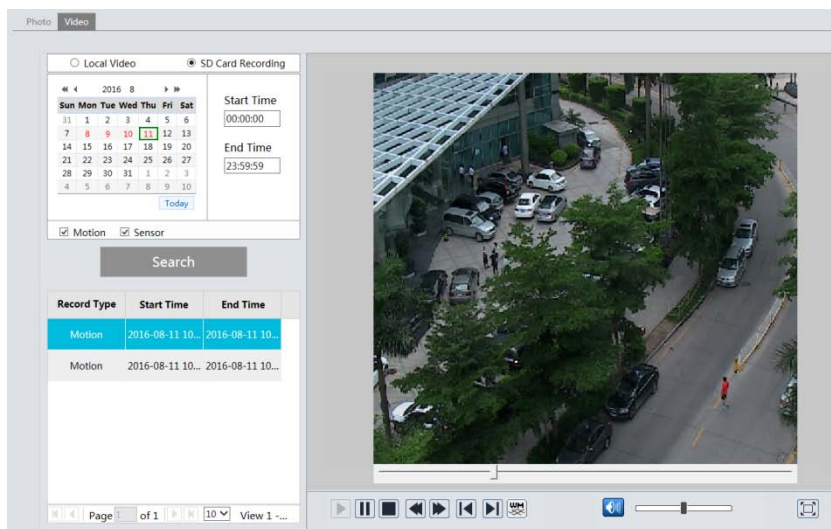 Photo Video
Local Video SD Card Recording
2016 8
Sun Mon Tue Wed Thu Fri Sat
31 1 2 3 4 5 6
7 8 9 10 11 12 13
14 15 16 17 18 19 20
21 22 23 24 25 26 27
28 29 30 31 1 2 3
4 5 6 7 8 9 10
Today
Start Time
00:00:00
End Time
23:59:59
Motion Sensor
Search
Record Type Start Time End Time
Motion 2016-08-11 10... 2016-08-11 10...
Motion 2016-08-11 10... 2016-08-11 10...
Page 1 of 1 10 View 1 -...
WM